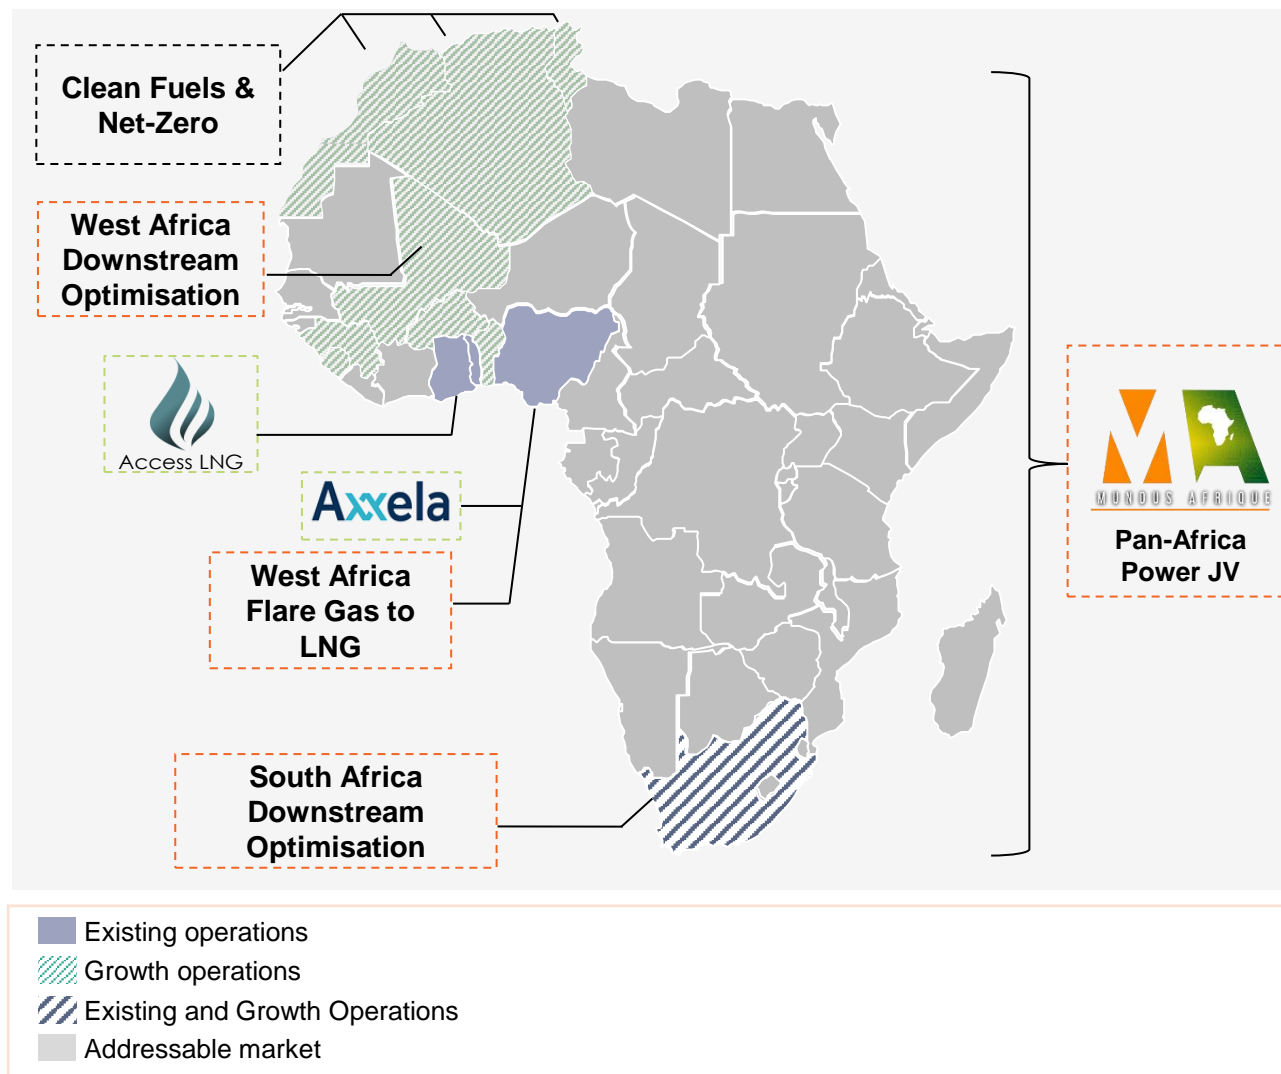 Clean Fuels &
Net-Zero
West Africa
Downstream
Optimisation
Access LNG
Axxela
West Africa
Flare Gas to
LNG
South Africa
Downstream
Optimisation
MA
MUNDUS AFRIQUE
Pan-Africa
Power JV
Existing operations
Growth operations
Existing and Growth Operations
Addressable market